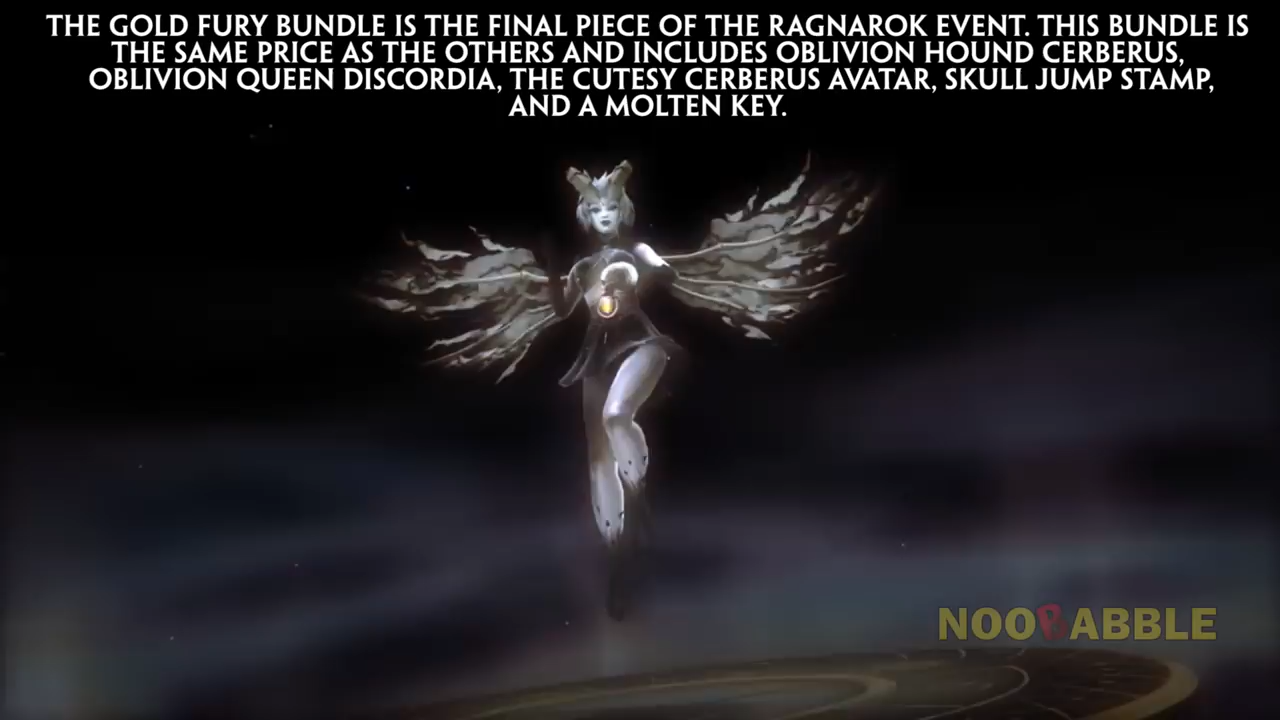 THE GOLD FURY BUNDLE IS THE FINAL PIECE OF THE RAGNAROK EVENT. THIS BUNDLE IS
THE SAME PRICE AS THE OTHERS AND INCLUDES OBLIVION HOUND CERBERUS,
OBLIVION QUEEN DISCORDIA, THE CUTESY CERBERUS AVATAR, SKULL JUMP STAMP,
AND A MOLTEN KEY.
NOOBABBLE